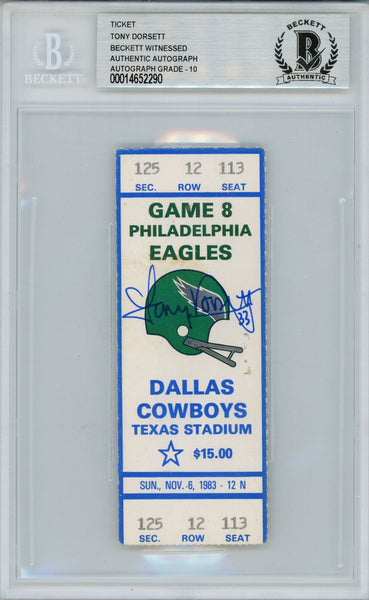 TICKET
TONY DORSETT
BECKETT WITNESSED
AUTHENTIC AUTOGRAPH
AUTOGRAPH GRADE - 10
00014652290
B
BECKETT
B
BECKETT
AUTHENTIC
125 12 113
SEC. ROW SEAT
GAME 8
PHILADELPHIA
EAGLES
Tony Dorsett
33
DALLAS
COWBOYS
TEXAS STADIUM
$15.00
SUN., NOV. 6, 1983 - 12 N
125 12 113
SEC. ROW SEAT